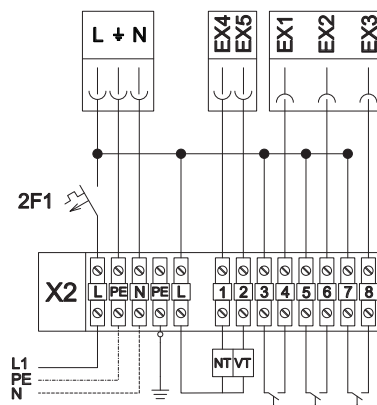 L ⏚ N
EX4
EX5
EX1
EX2
EX3
2F1
X2
L PE N PE L 1 2 3 4 5 6 7 8
NT VT
L1
PE
N